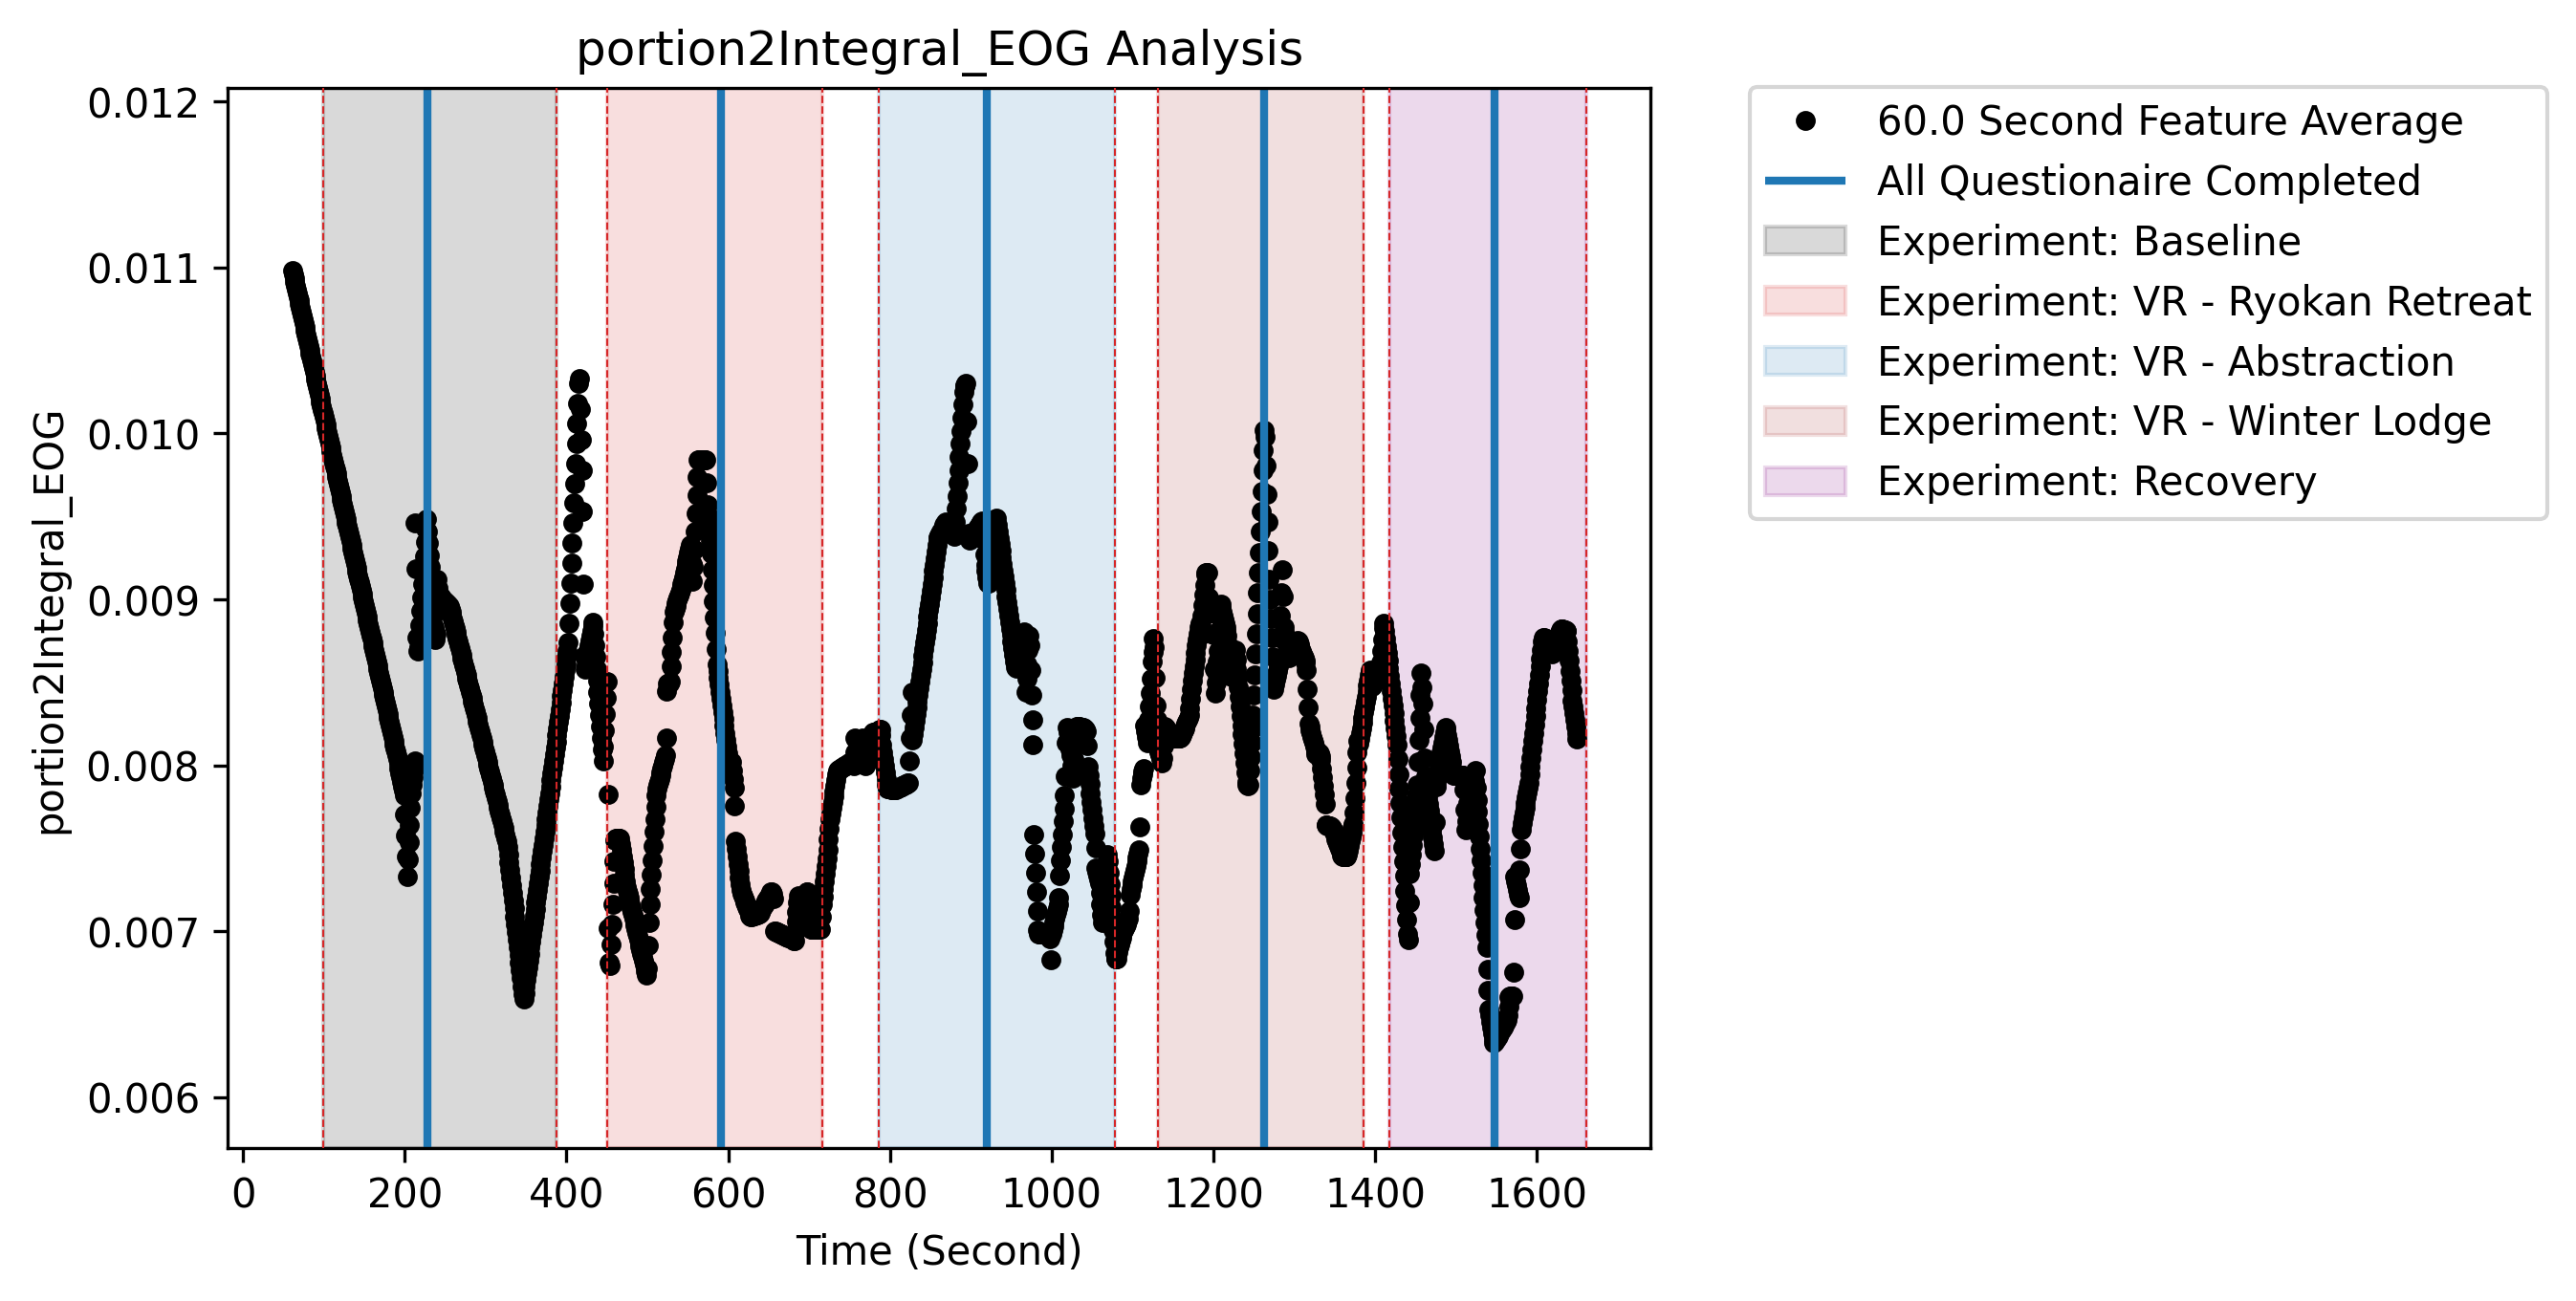 portion2Integral_EOG Analysis
0.012
0.011
0.010
0.009
0.008
0.007
0.006
portion2Integral_EOG
0 200 400 600 800 1000 1200 1400 1600
Time (Second)
60.0 Second Feature Average
All Questionaire Completed
Experiment: Baseline
Experiment: VR - Ryokan Retreat
Experiment: VR - Abstraction
Experiment: VR - Winter Lodge
Experiment: Recovery